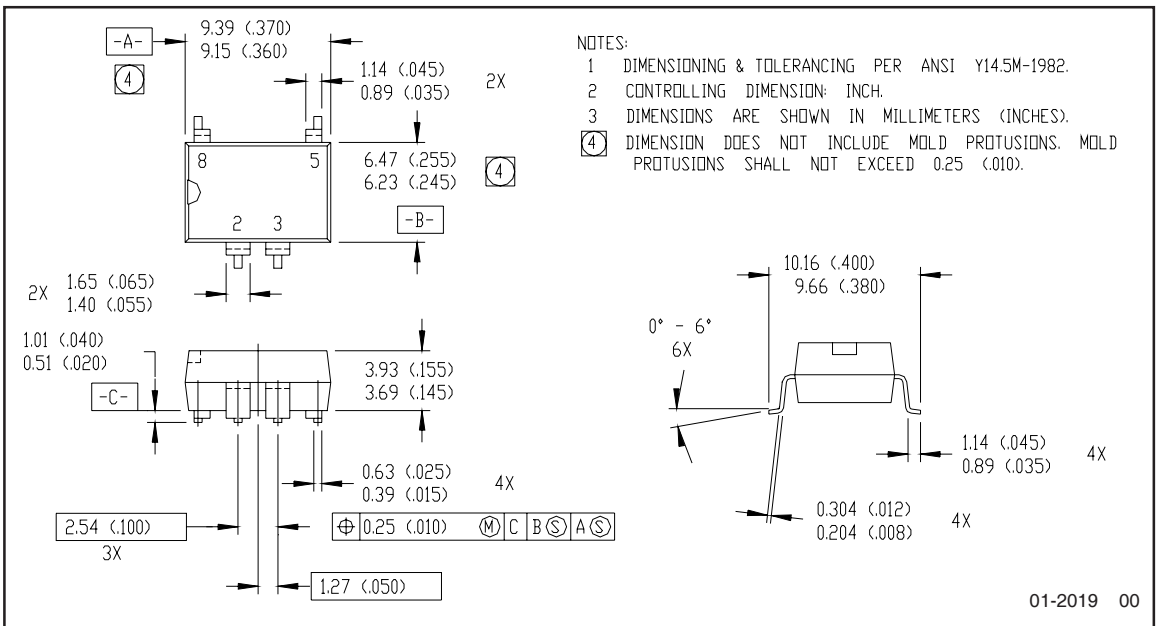 -A-
4
9.39 (.370)
9.15 (.360)
1.14 (.045)
0.89 (.035)
2X
8
5
2
3
6.47 (.255)
6.23 (.245)
4
-B-
2X
1.65 (.065)
1.40 (.055)
1.01 (.040)
0.51 (.020)
-C-
3.93 (.155)
3.69 (.145)
0.63 (.025)
0.39 (.015)
4X
2.54 (.100)
3X
⌖ 0.25 (.010) Ⓜ C B Ⓢ A Ⓢ
1.27 (.050)
NOTES:
1 DIMENSIONING & TOLERANCING PER ANSI Y14.5M-1982.
2 CONTROLLING DIMENSION: INCH.
3 DIMENSIONS ARE SHOWN IN MILLIMETERS (INCHES).
4 DIMENSION DOES NOT INCLUDE MOLD PROTUSIONS. MOLD
PROTUSIONS SHALL NOT EXCEED 0.25 (.010).
10.16 (.400)
9.66 (.380)
0° - 6°
6X
1.14 (.045)
0.89 (.035)
4X
0.304 (.012)
0.204 (.008)
4X
01-2019 00